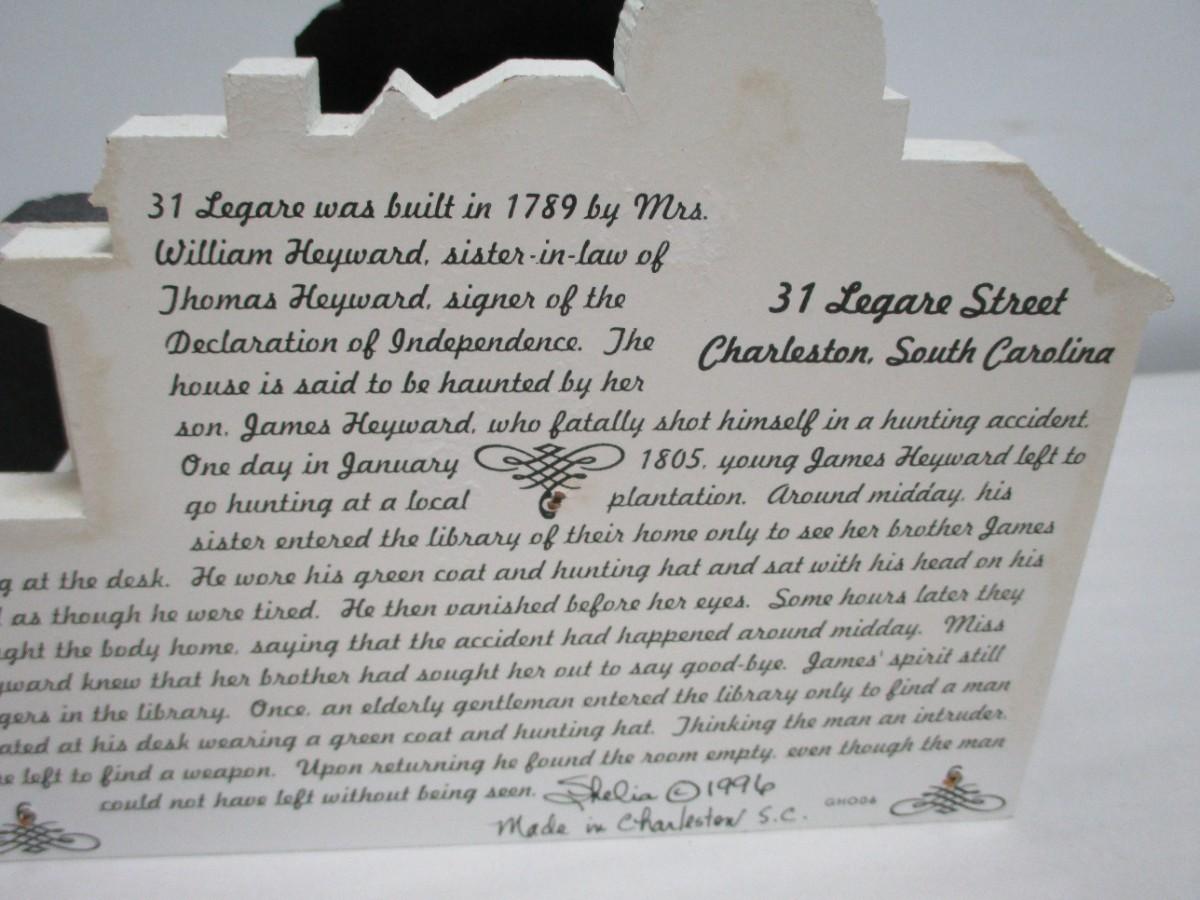 31 Legare was built in 1789 by Mrs.
William Heyward, sister-in-law of
Thomas Heyward, signer of the
Declaration of Independence. The
house is said to be haunted by her
31 Legare Street
Charleston, South Carolina
son, James Heyward, who fatally shot himself in a hunting accident.
One day in January 1805, young James Heyward left to
go hunting at a local plantation. Around midday, his
sister entered the library of their home only to see her brother James
g at the desk. He wore his green coat and hunting hat and sat with his head on his
as though he were tired. He then vanished before her eyes. Some hours later they
ght the body home, saying that the accident had happened around midday. Miss
yward knew that her brother had sought her out to say good-bye. James' spirit still
gers in the library. Once, an elderly gentleman entered the library only to find a man
ated at his desk wearing a green coat and hunting hat. Thinking the man an intruder,
e left to find a weapon. Upon returning he found the room empty, even though the man
could not have left without being seen. Shelia © 1996
Made in Charleston S.C.
GHO06